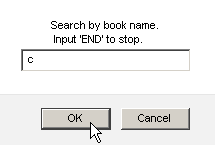 Search by book name.
Input 'END' to stop.
c
OK
Cancel